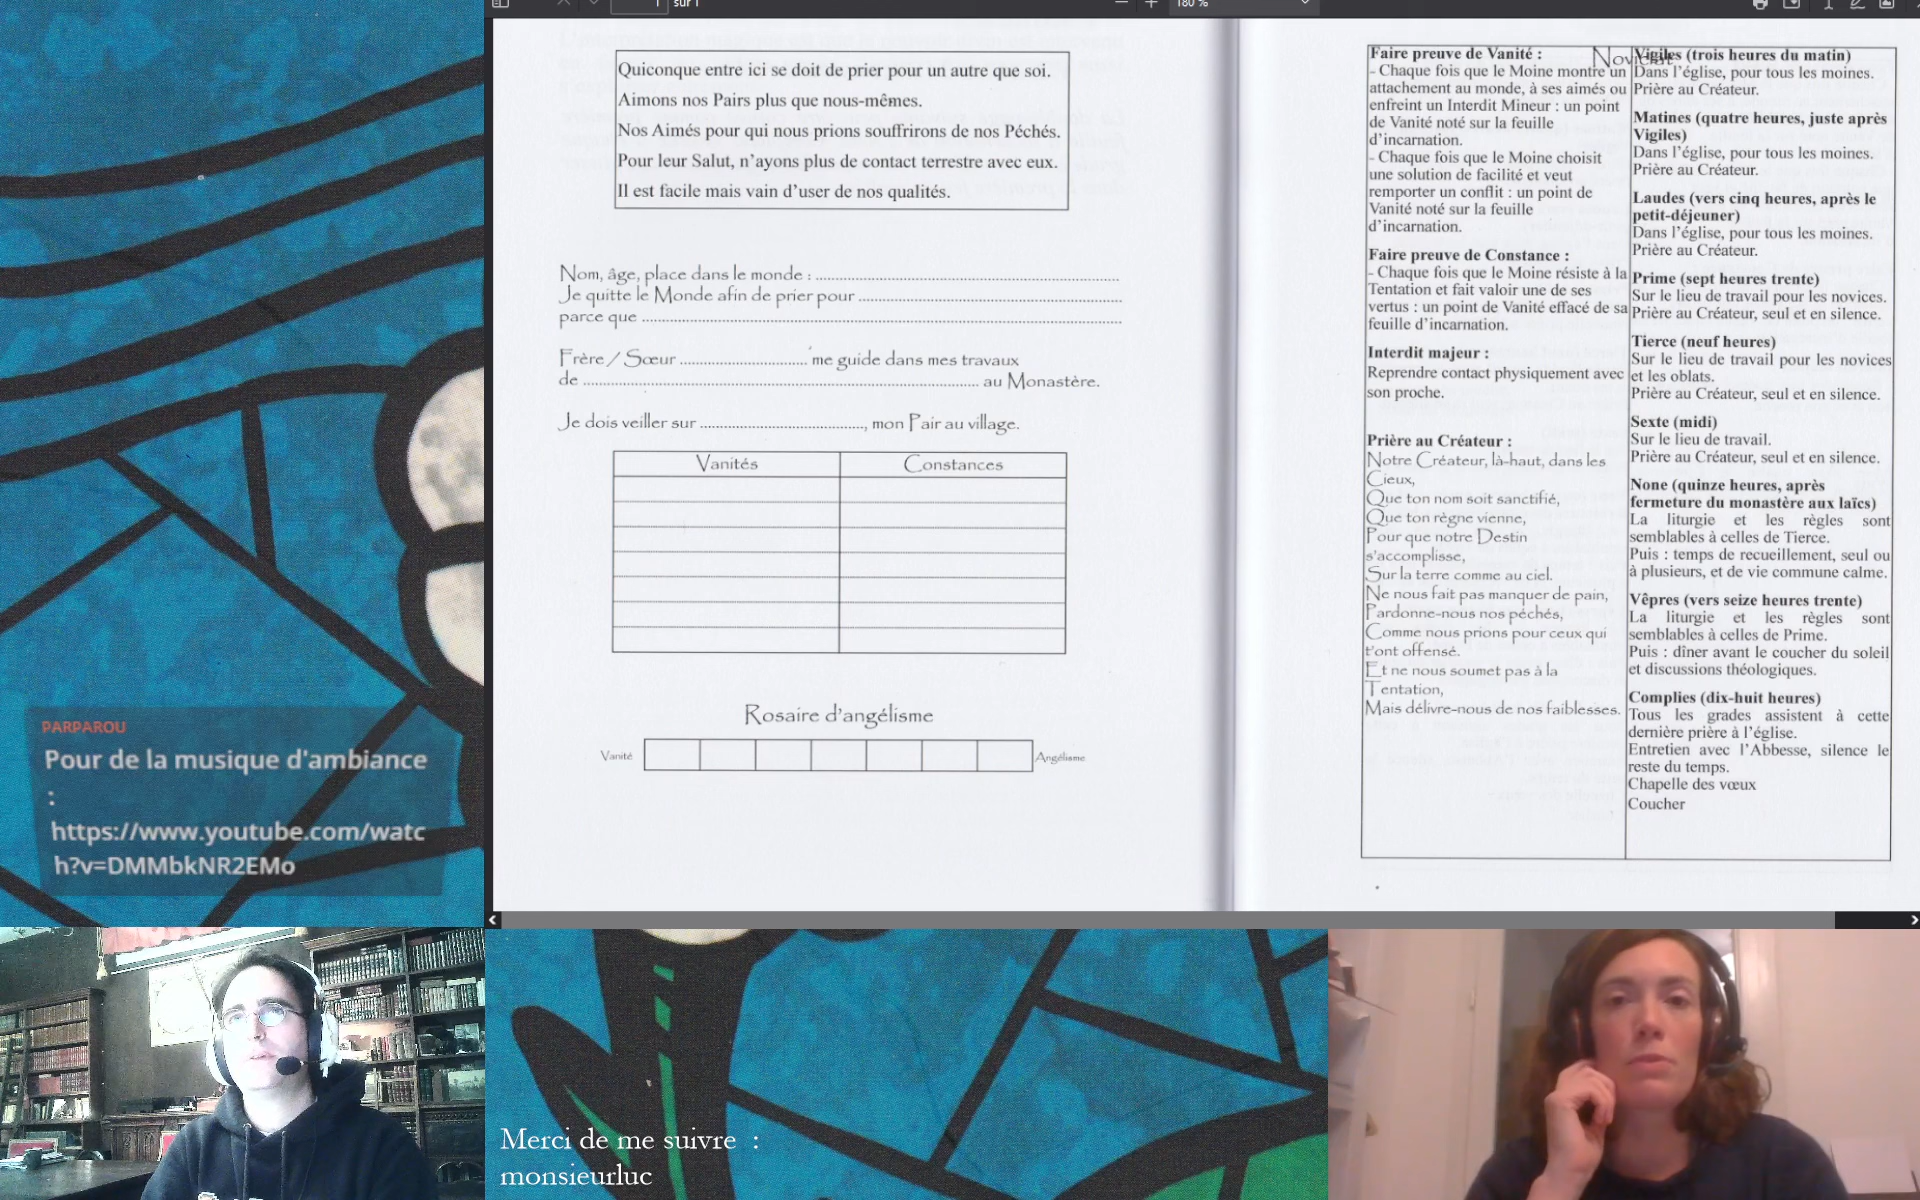 1 sur 1
180 %
Quiconque entre ici se doit de prier pour un autre que soi.
Aimons nos Pairs plus que nous-mêmes.
Nos Aimés pour qui nous prions souffrirons de nos Péchés.
Pour leur Salut, n'ayons plus de contact terrestre avec eux.
Il est facile mais vain d'user de nos qualités.
Nom, âge, place dans le monde :
Je quitte le Monde afin de prier pour
parce que
Frère / Sœur me guide dans mes travaux
de au Monastère.
Je dois veiller sur , mon Pair au village.
Vanités Constances
Rosaire d'angélisme
Vanité Angélisme
Noviciat
Faire preuve de Vanité :
- Chaque fois que le Moine montre un
attachement au monde, à ses aimés ou
enfreint un Interdit Mineur : un point
de Vanité noté sur la feuille
d'incarnation.
- Chaque fois que le Moine choisit
une solution de facilité et veut
remporter un conflit : un point de
Vanité noté sur la feuille
d'incarnation.
Faire preuve de Constance :
- Chaque fois que le Moine résiste à la
Tentation et fait valoir une de ses
vertus : un point de Vanité effacé de sa
feuille d'incarnation.
Interdit majeur :
Reprendre contact physiquement avec
son proche.
Prière au Créateur :
Notre Créateur, là-haut, dans les
Cieux,
Que ton nom soit sanctifié,
Que ton règne vienne,
Pour que notre Destin
s'accomplisse,
Sur la terre comme au ciel.
Ne nous fait pas manquer de pain,
Pardonne-nous nos péchés,
Comme nous prions pour ceux qui
t'ont offensé.
Et ne nous soumet pas à la
Tentation,
Mais délivre-nous de nos faiblesses.
Vigiles (trois heures du matin)
Dans l'église, pour tous les moines.
Prière au Créateur.
Matines (quatre heures, juste après
Vigiles)
Dans l'église, pour tous les moines.
Prière au Créateur.
Laudes (vers cinq heures, après le
petit-déjeuner)
Dans l'église, pour tous les moines.
Prière au Créateur.
Prime (sept heures trente)
Sur le lieu de travail pour les novices.
Prière au Créateur, seul et en silence.
Tierce (neuf heures)
Sur le lieu de travail pour les novices
et les oblats.
Prière au Créateur, seul et en silence.
Sexte (midi)
Sur le lieu de travail.
Prière au Créateur, seul et en silence.
None (quinze heures, après
fermeture du monastère aux laïcs)
La liturgie et les règles sont
semblables à celles de Tierce.
Puis : temps de recueillement, seul ou
à plusieurs, et de vie commune calme.
Vêpres (vers seize heures trente)
La liturgie et les règles sont
semblables à celles de Prime.
Puis : dîner avant le coucher du soleil
et discussions théologiques.
Complies (dix-huit heures)
Tous les grades assistent à cette
dernière prière à l'église.
Entretien avec l'Abbesse, silence le
reste du temps.
Chapelle des vœux
Coucher
PARPAROU
Pour de la musique d'ambiance
:
https://www.youtube.com/watc
h?v=DMMbkNR2EMo
Merci de me suivre :
monsieurluc